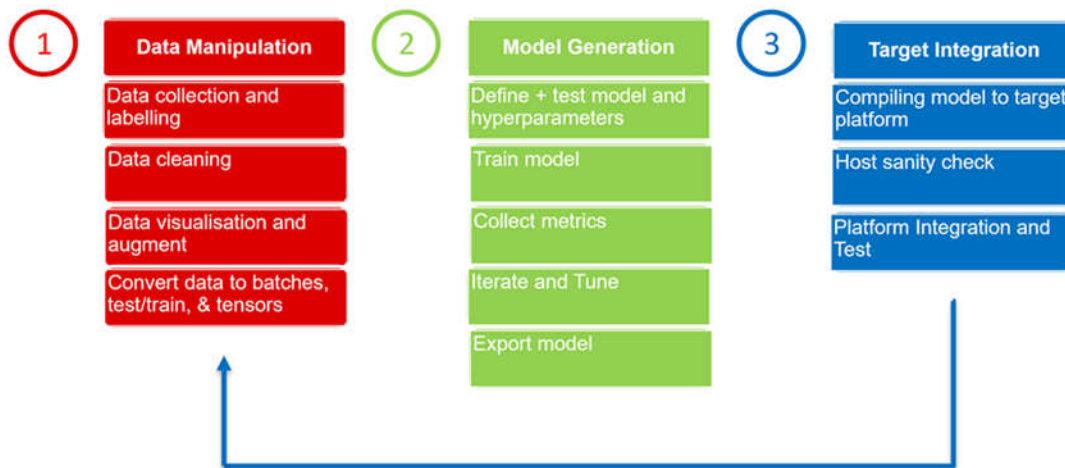 1
Data Manipulation
Data collection and
labelling
Data cleaning
Data visualisation and
augment
Convert data to batches,
test/train, & tensors
2
Model Generation
Define + test model and
hyperparameters
Train model
Collect metrics
Iterate and Tune
Export model
3
Target Integration
Compiling model to target
platform
Host sanity check
Platform Integration and
Test